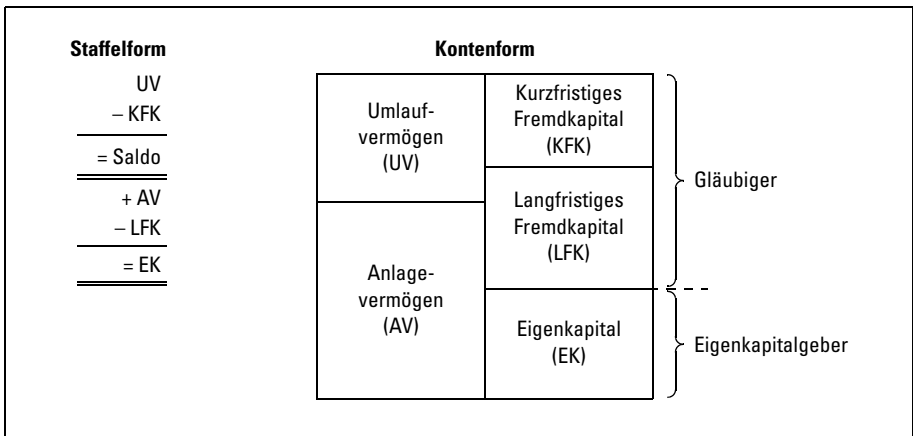 Staffelform
UV
– KFK
= Saldo
+ AV
– LFK
= EK
Kontenform
Umlauf-
vermögen
(UV)
Anlage-
vermögen
(AV)
Kurzfristiges
Fremdkapital
(KFK)
Langfristiges
Fremdkapital
(LFK)
Eigenkapital
(EK)
Gläubiger
Eigenkapitalgeber